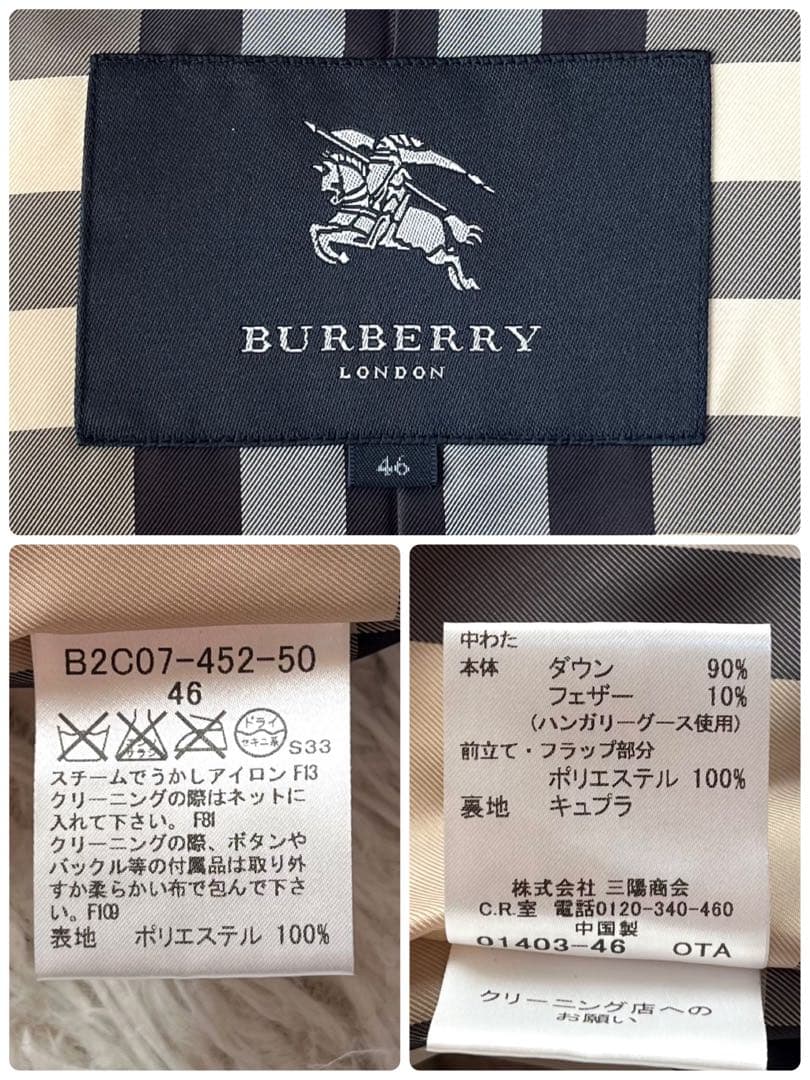 BURBERRY
LONDON
46
B2C07-452-50
46
ドライ
エンソ
サラシ
セキユ系
S33
スチームでうかしアイロン F13
クリーニングの際はネットに
入れて下さい。 F81
クリーニングの際、ボタンや
バックル等の付属品は取り外
すか柔らかい布で包んで下さ
い。F109
表地 ポリエステル 100%
中わた
本体 ダウン 90%
フェザー 10%
(ハンガリーグース使用)
前立て・フラップ部分
ポリエステル 100%
裏地 キュプラ
株式会社 三陽商会
C.R.室 電話0120-340-460
中国製
01403-46 OTA
クリーニング店への
お願い